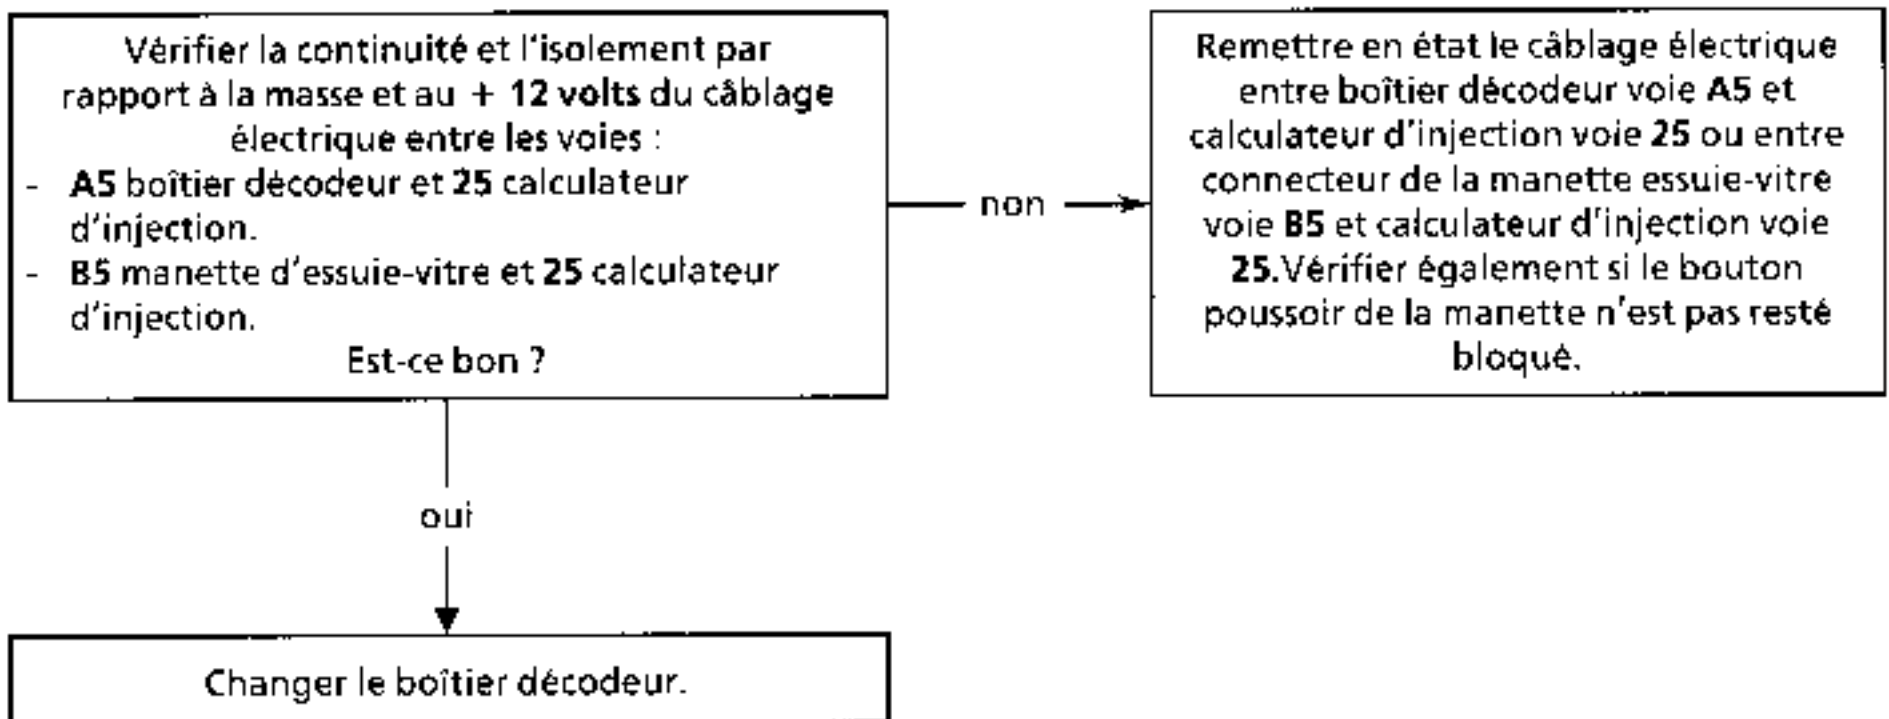 Vérifier la continuité et l'isolement par
rapport à la masse et au + 12 volts du câblage
électrique entre les voies :
- A5 boîtier décodeur et 25 calculateur
d'injection.
- B5 manette d'essuie-vitre et 25 calculateur
d'injection.
Est-ce bon ?
non
Remettre en état le câblage électrique
entre boîtier décodeur voie A5 et
calculateur d'injection voie 25 ou entre
connecteur de la manette essuie-vitre
voie B5 et calculateur d'injection voie
25.Vérifier également si le bouton
poussoir de la manette n'est pas resté
bloqué.
oui
Changer le boîtier décodeur.